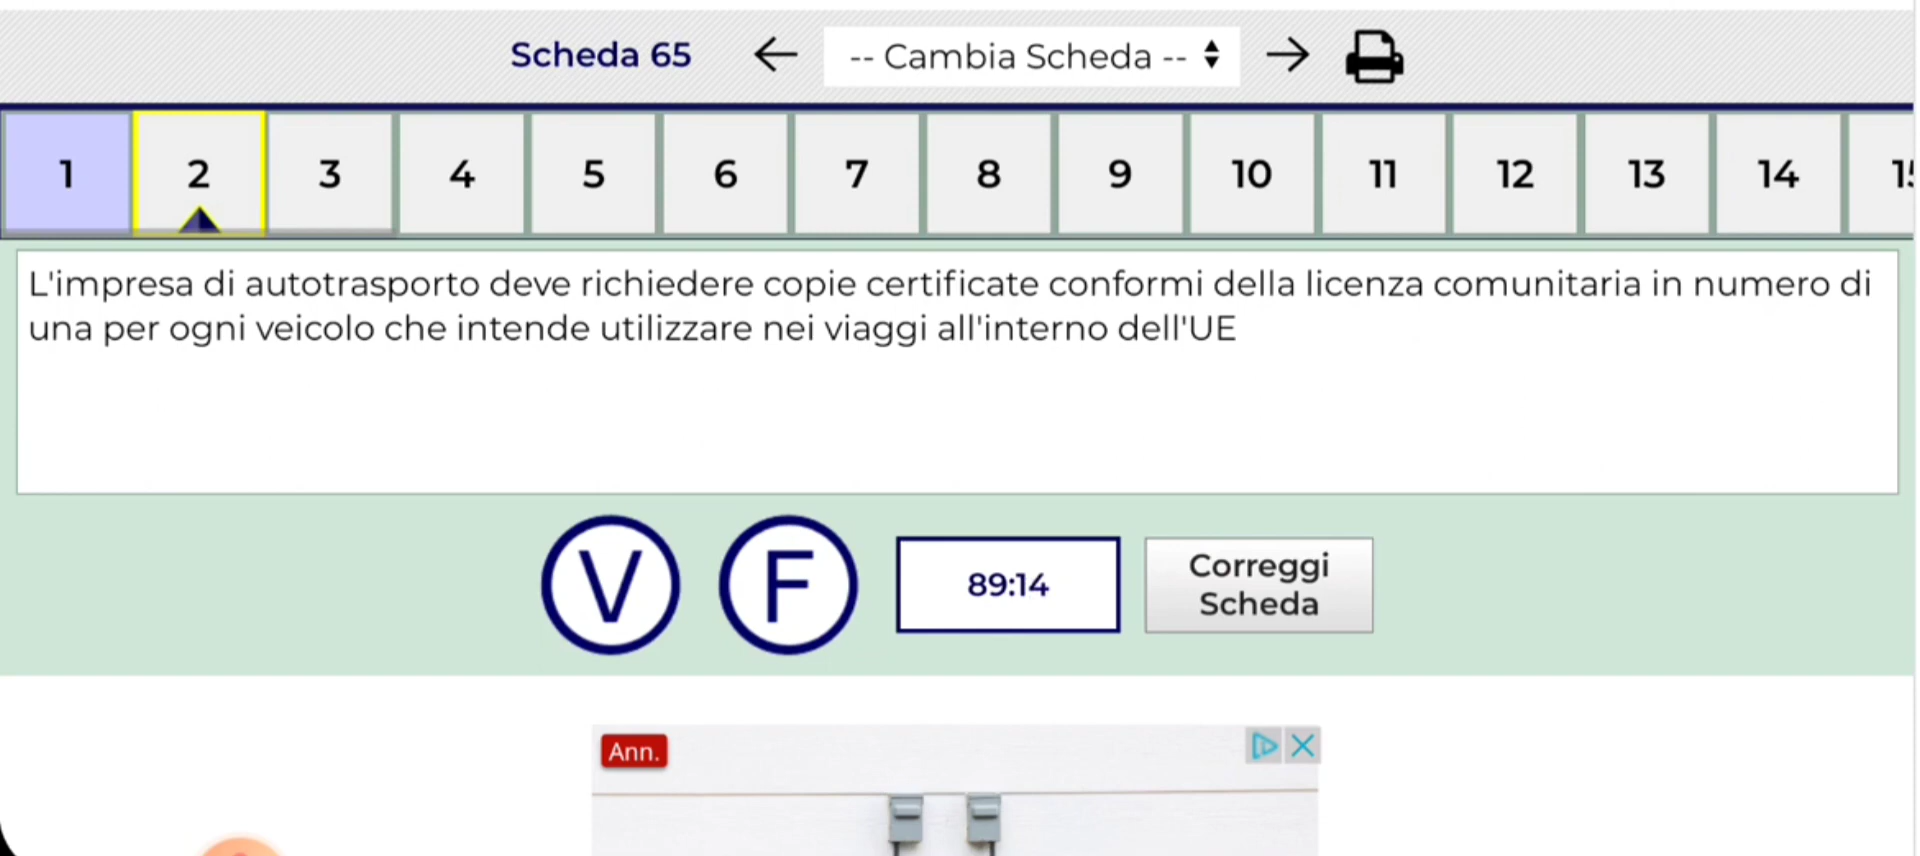 Scheda 65
-- Cambia Scheda --
1 2 3 4 5 6 7 8 9 10 11 12 13 14
L'impresa di autotrasporto deve richiedere copie certificate conformi della licenza comunitaria in numero di
una per ogni veicolo che intende utilizzare nei viaggi all'interno dell'UE
V F 89:14 Correggi
Scheda
Ann.